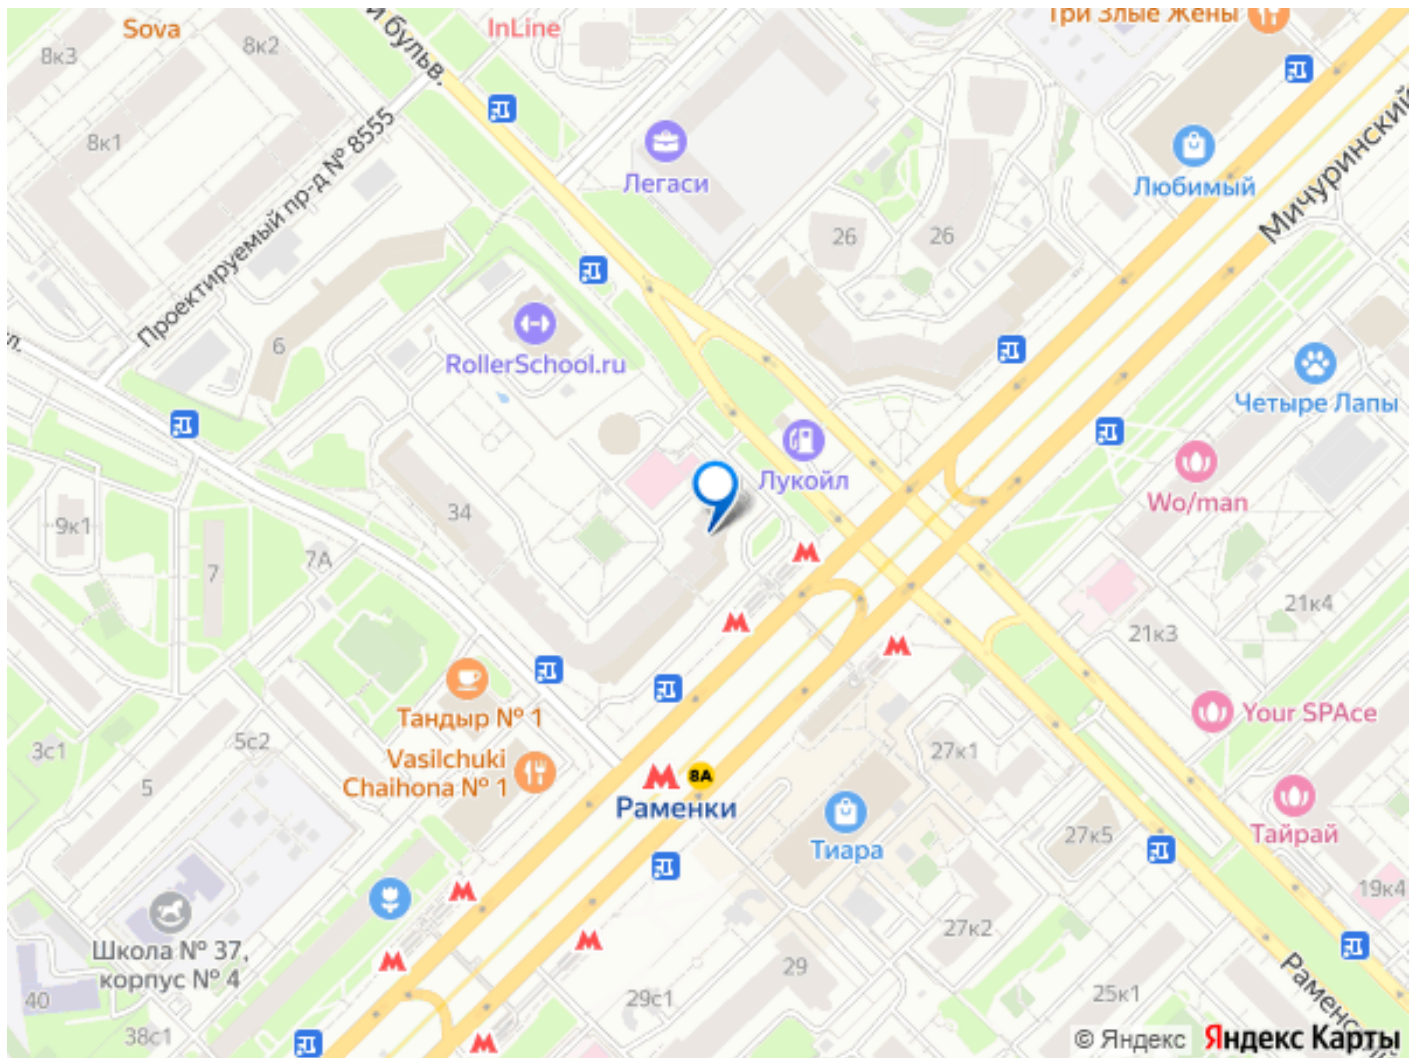 Три Злые Жены
Sova
InLine
й бульв.
8к2
8к3
8к1
Проектируемый пр-д № 8555
Легаси
Любимый
Мичуринский
26
26
RollerSchool.ru
6
ул.
Четыре Лапы
Лукойл
Wo/man
34
9к1
7А
7
21к4
21к3
Тандыр № 1
Your SPAce
5с2
3с1
5
Vasilchuki
Chaihona № 1
27к1
8А
Раменки
Тиара
Тайрай
27к5
19к4
Школа № 37,
корпус № 4
27к2
29
29с1
25к1
40
38с1
© Яндекс Яндекс Карты